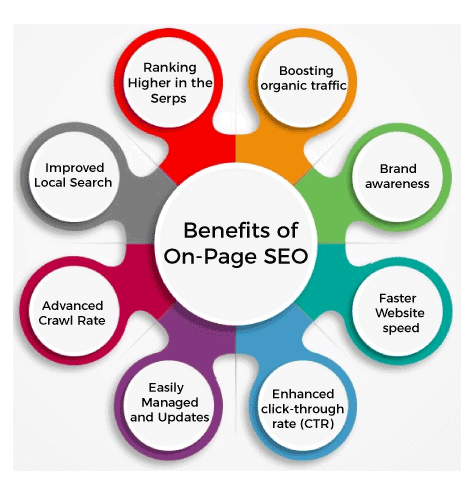 Benefits of
On-Page SEO
Ranking
Higher in the
Serps
Boosting
organic traffic
Brand
awareness
Faster
Website
speed
Enhanced
click-through
rate (CTR)
Easily
Managed
and Updates
Advanced
Crawl Rate
Improved
Local Search